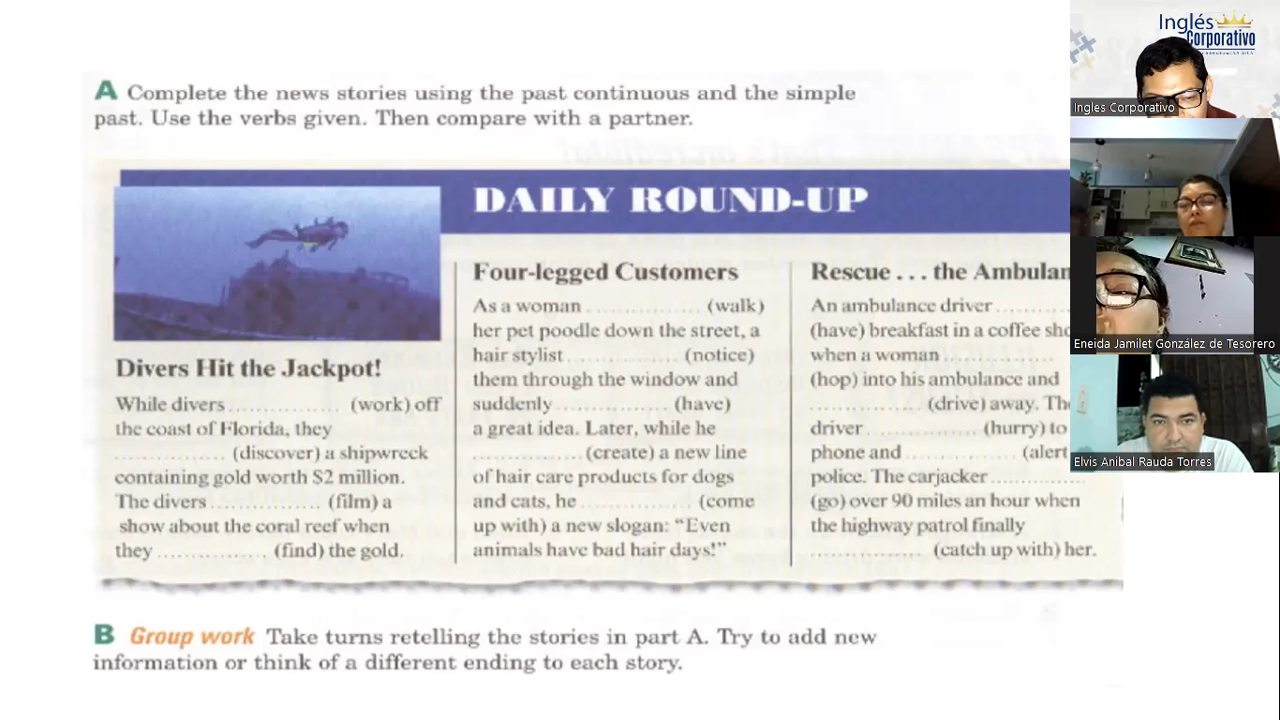 A Complete the news stories using the past continuous and the simple
past. Use the verbs given. Then compare with a partner.
DAILY ROUND-UP
Divers Hit the Jackpot!
While divers .............. (work) off
the coast of Florida, they
.............. (discover) a shipwreck
containing gold worth $2 million.
The divers .............. (film) a
show about the coral reef when
they .............. (find) the gold.
Four-legged Customers
As a woman .............. (walk)
her pet poodle down the street, a
hair stylist .............. (notice)
them through the window and
suddenly .............. (have)
a great idea. Later, while he
.............. (create) a new line
of hair care products for dogs
and cats, he .............. (come
up with) a new slogan: “Even
animals have bad hair days!”
Rescue . . . the Ambulan
An ambulance driver ..........
(have) breakfast in a coffee sho
when a woman ..............
(hop) into his ambulance and
.............. (drive) away. The
driver .............. (hurry) to
phone and .............. (alert
police. The carjacker ..............
(go) over 90 miles an hour when
the highway patrol finally
.............. (catch up with) her.
B Group work Take turns retelling the stories in part A. Try to add new
information or think of a different ending to each story.
Inglés
Corporativo
Ingles Corporativo
Eneida Jamilet González de Tesorero
Elvis Anibal Rauda Torres